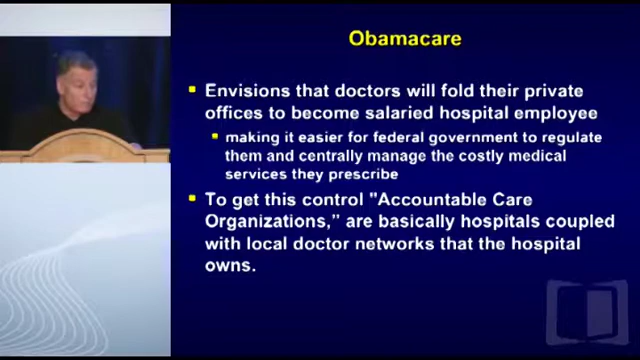 Obamacare
Envisions that doctors will fold their private
offices to become salaried hospital employee
making it easier for federal government to regulate
them and centrally manage the costly medical
services they prescribe
To get this control "Accountable Care
Organizations," are basically hospitals coupled
with local doctor networks that the hospital
owns.